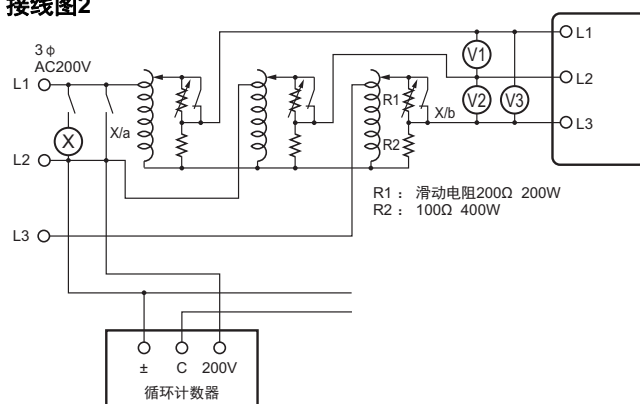 接线图2
3φ
AC200V
L1
X
X/a
L2
L3
R1
R2
X/b
V1
V2
V3
L1
L2
L3
R1： 滑动电阻200Ω 200W
R2： 100Ω 400W
± C 200V
循环计数器